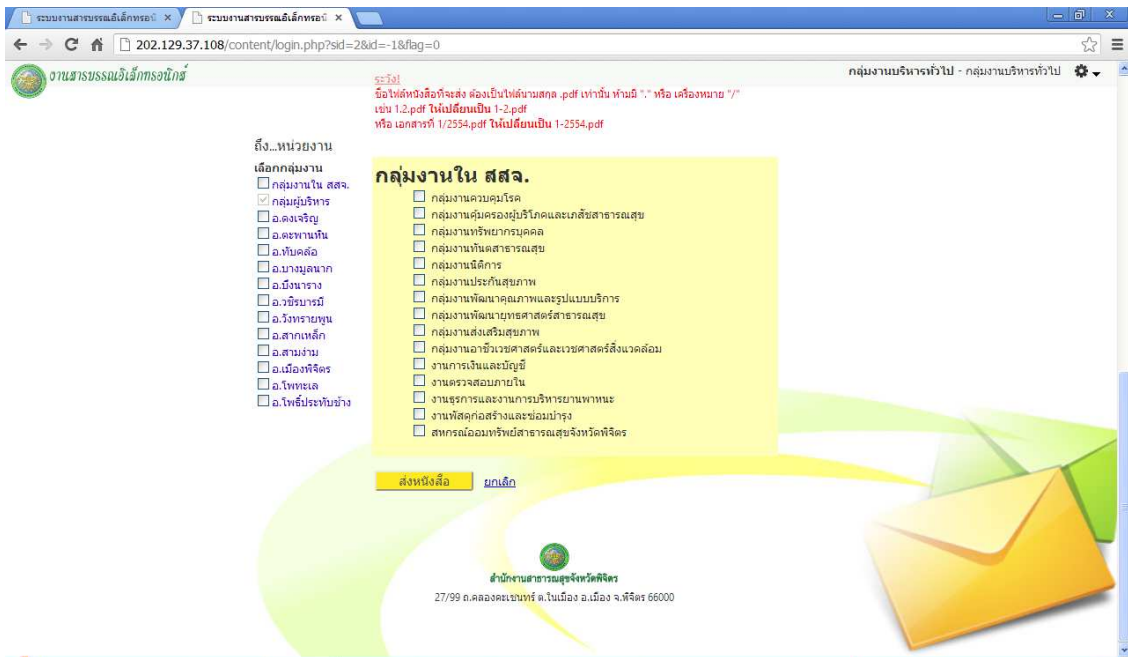 ระบบงานสารบรรณอิเล็กทรอนิ
ระบบงานสารบรรณอิเล็กทรอนิ
202.129.37.108/content/login.php?sid=2&id=-1&flag=0
งานสารบรรณอิเล็กทรอนิกส์
กลุ่มงานบริหารทั่วไป - กลุ่มงานบริหารทั่วไป
ระวัง!
ชื่อไฟล์หนังสือที่จะส่ง ต้องเป็นไฟล์นามสกุล .pdf เท่านั้น ห้ามมี "." หรือ เครื่องหมาย "/"
เช่น 1.2.pdf ให้เปลี่ยนเป็น 1-2.pdf
หรือ เอกสารที่ 1/2554.pdf ให้เปลี่ยนเป็น 1-2554.pdf
ถึง...หน่วยงาน
เลือกกลุ่มงาน
กลุ่มงานใน สสจ.
กลุ่มผู้บริหาร
อ.ดงเจริญ
อ.ตะพานหิน
อ.ทับคล้อ
อ.บางมูลนาก
อ.บึงนาราง
อ.วชิรบารมี
อ.วังทรายพูน
อ.สากเหล็ก
อ.สามง่าม
อ.เมืองพิจิตร
อ.โพทะเล
อ.โพธิ์ประทับช้าง
กลุ่มงานใน สสจ.
กลุ่มงานควบคุมโรค
กลุ่มงานคุ้มครองผู้บริโภคและเภสัชสาธารณสุข
กลุ่มงานทรัพยากรบุคคล
กลุ่มงานทันตสาธารณสุข
กลุ่มงานนิติการ
กลุ่มงานประกันสุขภาพ
กลุ่มงานพัฒนาคุณภาพและรูปแบบบริการ
กลุ่มงานพัฒนายุทธศาสตร์สาธารณสุข
กลุ่มงานส่งเสริมสุขภาพ
กลุ่มงานอาชีวเวชศาสตร์และเวชศาสตร์สิ่งแวดล้อม
งานการเงินและบัญชี
งานตรวจสอบภายใน
งานธุรการและงานการบริหารยานพาหนะ
งานพัสดุก่อสร้างและซ่อมบำรุง
สหกรณ์ออมทรัพย์สาธารณสุขจังหวัดพิจิตร
ส่งหนังสือ
ยกเลิก
สำนักงานสาธารณสุขจังหวัดพิจิตร
27/99 ถ.คลองคะเชนทร์ ต.ในเมือง อ.เมือง จ.พิจิตร 66000